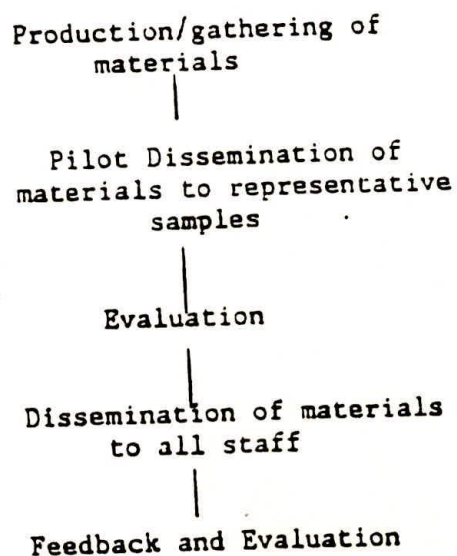 Production/gathering of
materials
Pilot Dissemination of
materials to representative
samples
Evaluation
Dissemination of materials
to all staff
Feedback and Evaluation